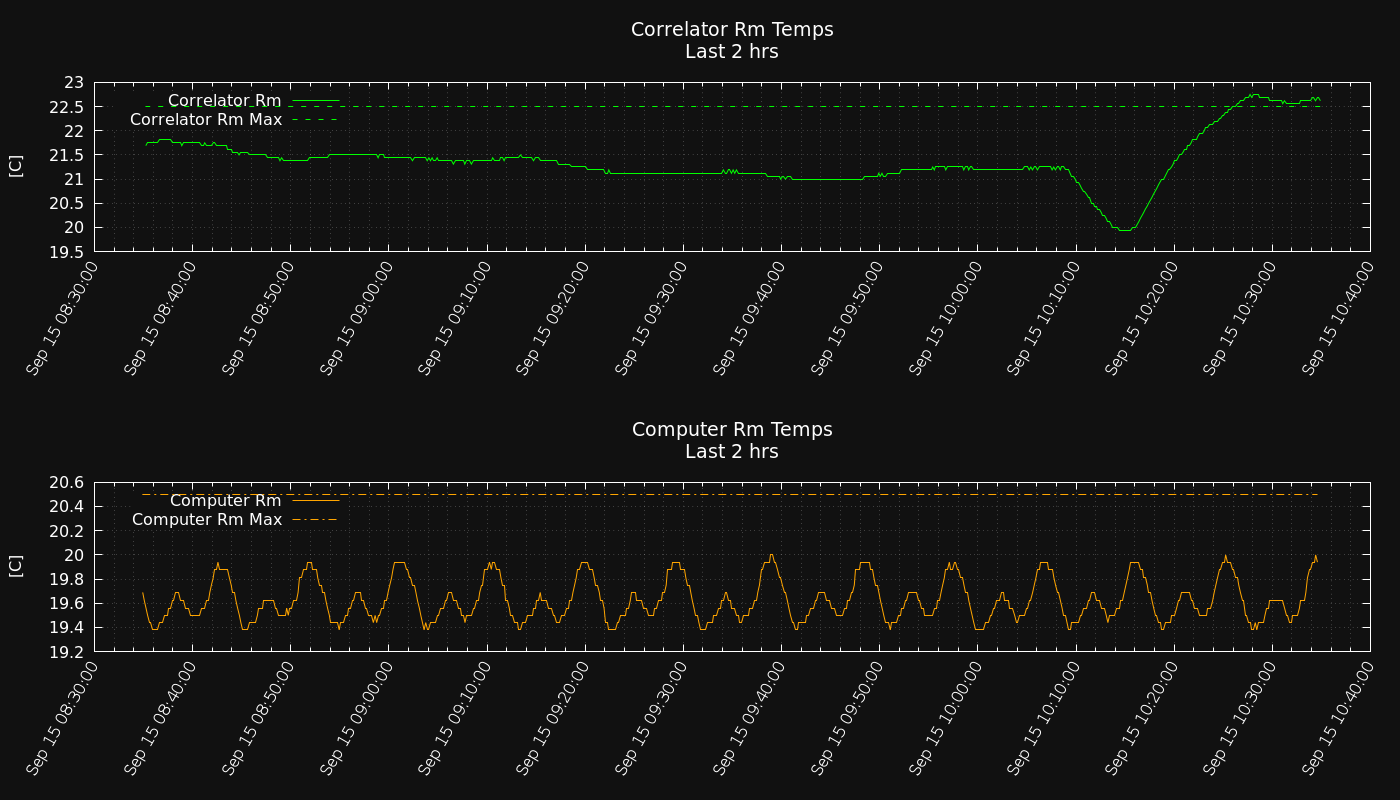 Correlator Rm Temps
Last 2 hrs
23
22.5
22
21.5
21
20.5
20
19.5
[C]
Correlator Rm
Correlator Rm Max
Sep 15 08:30:00
Sep 15 08:40:00
Sep 15 08:50:00
Sep 15 09:00:00
Sep 15 09:10:00
Sep 15 09:20:00
Sep 15 09:30:00
Sep 15 09:40:00
Sep 15 09:50:00
Sep 15 10:00:00
Sep 15 10:10:00
Sep 15 10:20:00
Sep 15 10:30:00
Sep 15 10:40:00
Computer Rm Temps
Last 2 hrs
20.6
20.4
20.2
20
19.8
19.6
19.4
19.2
[C]
Computer Rm
Computer Rm Max
Sep 15 08:30:00
Sep 15 08:40:00
Sep 15 08:50:00
Sep 15 09:00:00
Sep 15 09:10:00
Sep 15 09:20:00
Sep 15 09:30:00
Sep 15 09:40:00
Sep 15 09:50:00
Sep 15 10:00:00
Sep 15 10:10:00
Sep 15 10:20:00
Sep 15 10:30:00
Sep 15 10:40:00